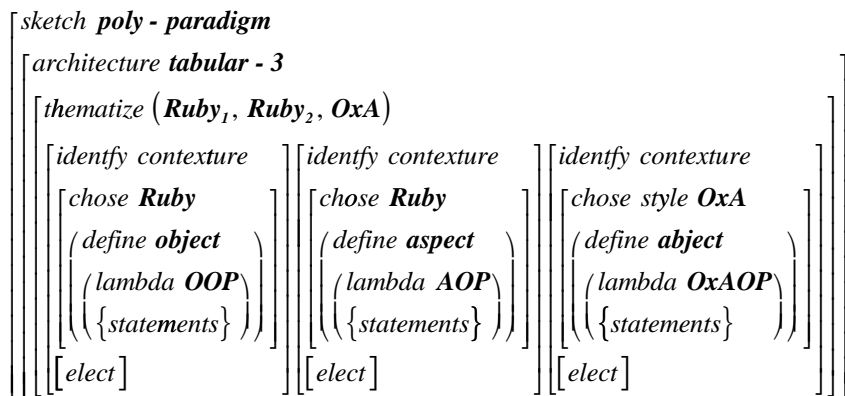 sketch poly - paradigm
architecture tabular - 3
thematize (Ruby1, Ruby2, OxA)
identfy contexture identfy contexture identfy contexture
chose Ruby chose Ruby chose style OxA
(define object (define aspect (define abject
(lambda OOP) (lambda AOP) (lambda OxAOP)
{statements} {statements} {statements}
[elect] [elect] [elect]